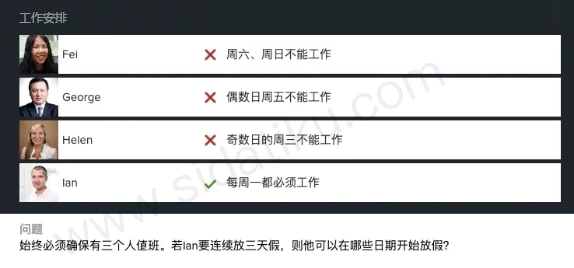 工作安排
Fei 周六、周日不能工作
George 偶数日周五不能工作
Helen 奇数日的周三不能工作
Ian 每周一都必须工作
问题
始终必须确保有三个人值班。若Ian要连续放三天假，则他可以在哪些日期开始放假?
www.sidatiku.com